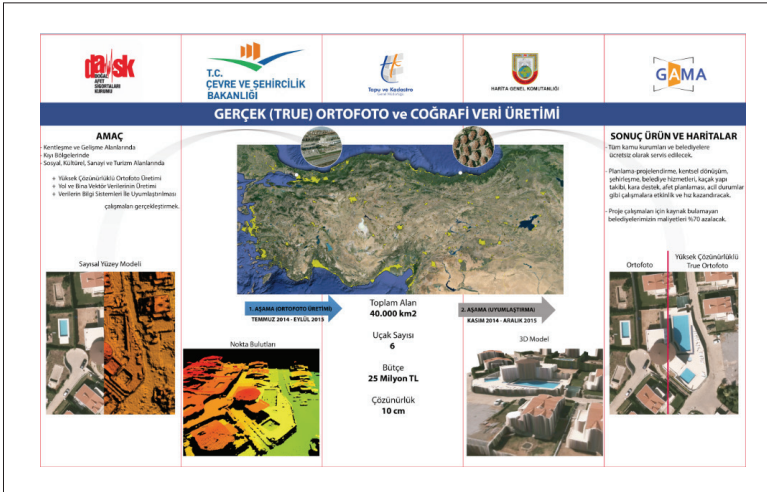 dask
DOĞAL
AFET
SİGORTALARI
KURUMU
T.C.
ÇEVRE VE ŞEHİRCİLİK
BAKANLIĞI
Tapu ve Kadastro
HARİTA GENEL KOMUTANLIĞI
GAMA
GERÇEK (TRUE) ORTOFOTO ve COĞRAFİ VERİ ÜRETİMİ
AMAÇ
- Kentleşme ve Gelişme Alanlarında
- Kıyı Bölgelerinde
- Sosyal, Kültürel, Sanayi ve Turizm Alanlarında
Yüksek Çözünürlüklü Ortofoto Üretimi
Yol ve Bina Vektör Verilerinin Üretimi
Verilerin Bilgi Sistemleri İle Uyumlaştırılması
çalışmaları gerçekleştirmek.
Sayısal Yüzey Modeli
1. AŞAMA (ORTOFOTO ÜRETİMİ)
TEMMUZ 2014 - EYLÜL 2015
Nokta Bulutları
Toplam Alan
40.000 km2
Uçak Sayısı
6
Bütçe
25 Milyon TL
Çözünürlük
10 cm
2. AŞAMA (UYUMLAŞTIRMA)
KASIM 2014 - ARALIK 2015
3D Model
SONUÇ ÜRÜN VE HARİTALAR
- Tüm kamu kurumları ve belediyelere
ücretsiz olarak servis edilecek.
- Planlama-projelendirme, kentsel dönüşüm,
şehirleşme, belediye hizmetleri, kaçak yapı
takibi, kara destek, afet planlaması, acil durumlar
gibi çalışmalara etkinlik ve hız kazandıracak.
- Proje çalışmaları için kaynak bulamayan
belediyelerimizin maliyetleri %70 azalacak.
Ortofoto
Yüksek Çözünürlüklü
True Ortofoto